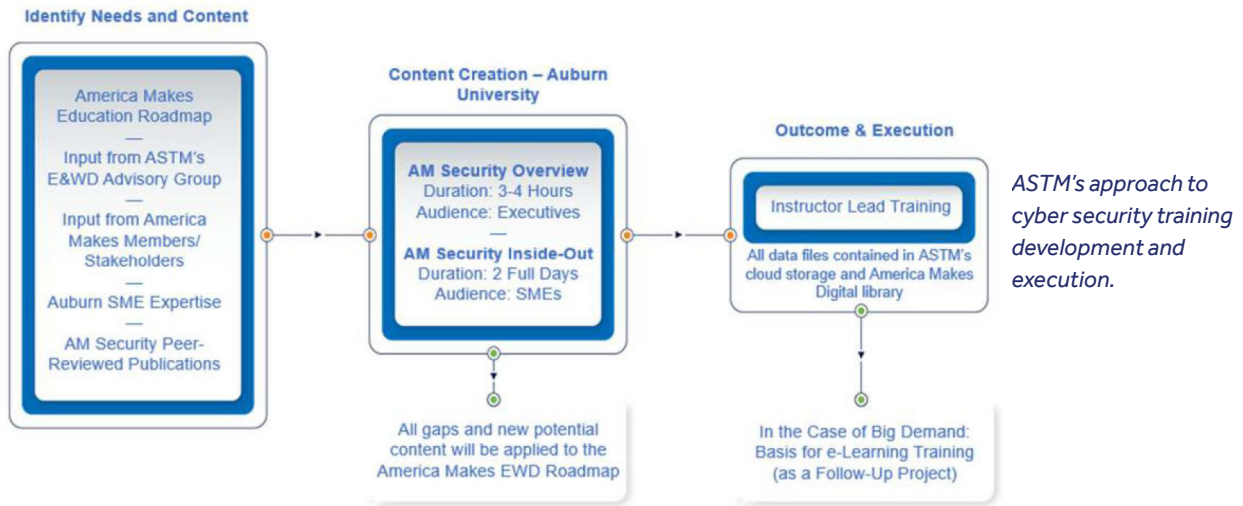 Identify Needs and Content
America Makes
Education Roadmap
—
Input from ASTM's
E&WD Advisory Group
—
Input from America
Makes Members/
Stakeholders
—
Auburn SME Expertise
—
AM Security Peer-
Reviewed Publications
Content Creation – Auburn
University
AM Security Overview
Duration: 3-4 Hours
Audience: Executives
—
AM Security Inside-Out
Duration: 2 Full Days
Audience: SMEs
All gaps and new potential
content will be applied to the
America Makes EWD Roadmap
Outcome & Execution
Instructor Lead Training
All data files contained in ASTM's
cloud storage and America Makes
Digital library
In the Case of Big Demand:
Basis for e-Learning Training
(as a Follow-Up Project)
ASTM's approach to
cyber security training
development and
execution.